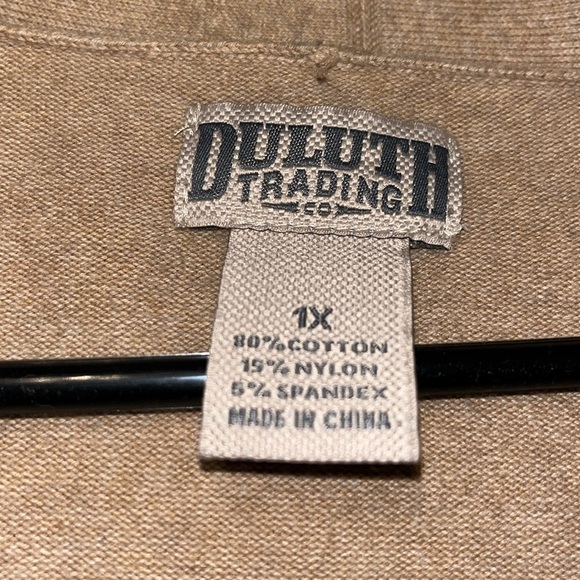 DULUTH
TRADING
CO
1X
80% COTTON
15% NYLON
5% SPANDEX
MADE IN CHINA